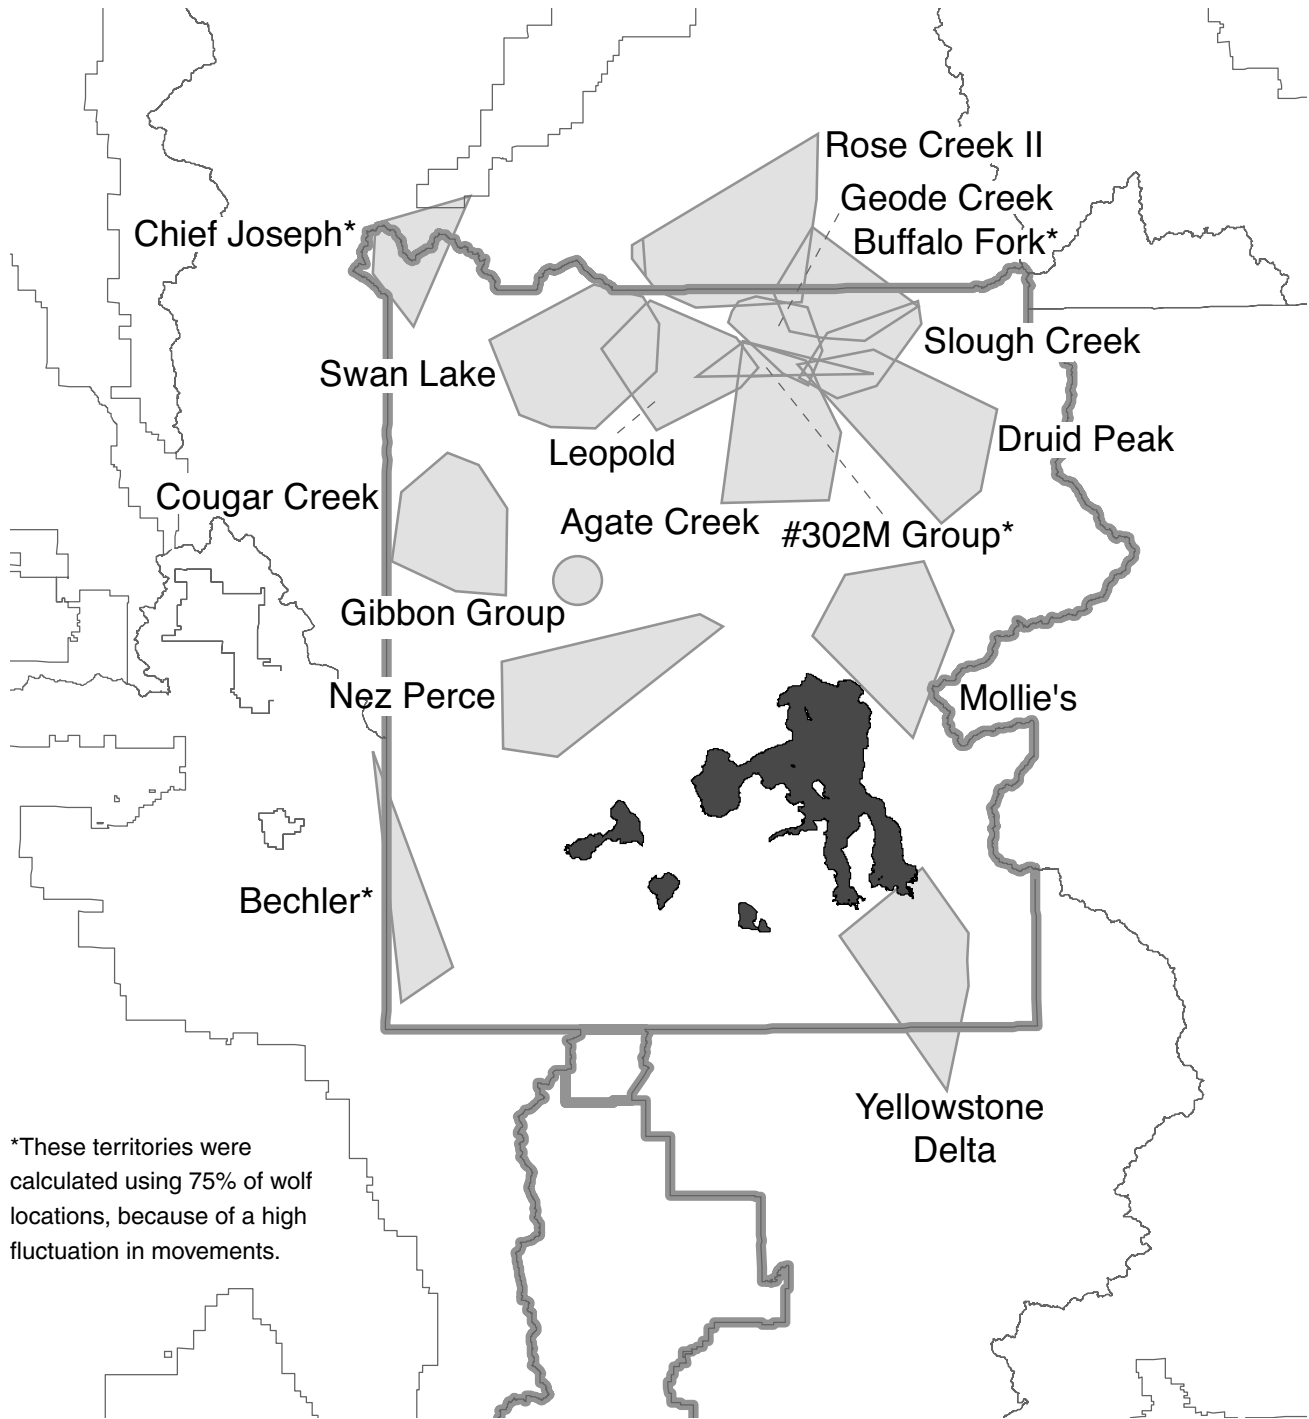 Rose Creek II
Geode Creek
Chief Joseph*
Buffalo Fork*
Slough Creek
Swan Lake
Druid Peak
Leopold
Cougar Creek
Agate Creek
#302M Group*
Gibbon Group
Nez Perce
Mollie's
Bechler*
Yellowstone
Delta
*These territories were
calculated using 75% of wolf
locations, because of a high
fluctuation in movements.